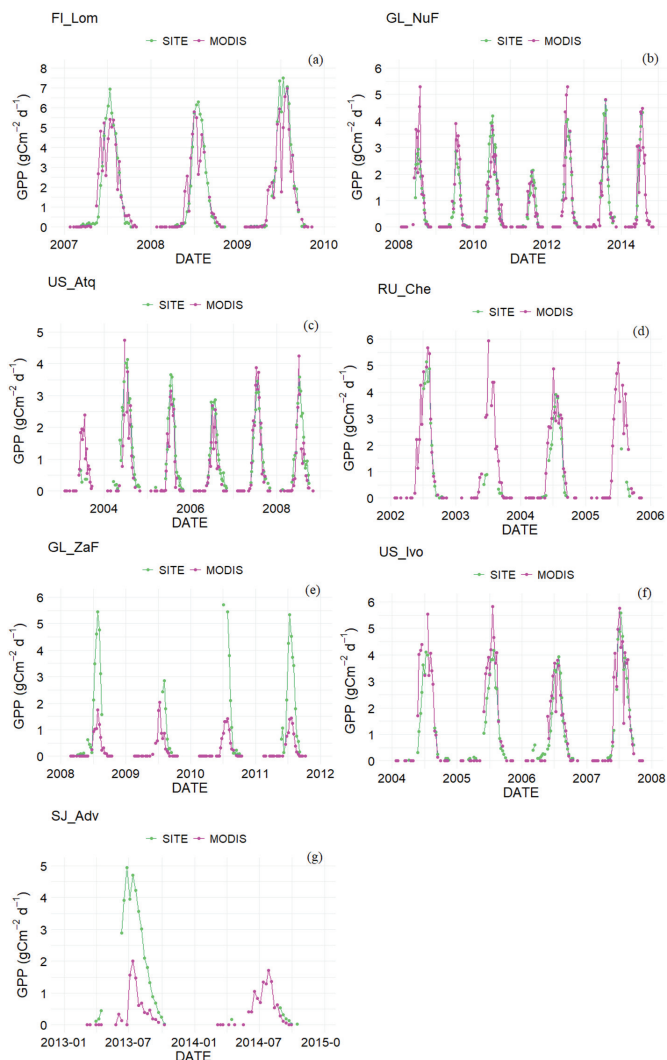 FI_Lom
SITE MODIS
(a)
GPP (gCm⁻² d⁻¹)
8
7
6
5
4
3
2
1
0
2007 2008 2009 2010
DATE
GL_NuF
SITE MODIS
(b)
GPP (gCm⁻² d⁻¹)
6
5
4
3
2
1
0
2008 2010 2012 2014
DATE
US_Atq
SITE MODIS
(c)
GPP (gCm⁻² d⁻¹)
5
4
3
2
1
0
2004 2006 2008
DATE
RU_Che
SITE MODIS
(d)
GPP (gCm⁻² d⁻¹)
6
5
4
3
2
1
0
2002 2003 2004 2005 2006
DATE
GL_ZaF
SITE MODIS
(e)
GPP (gCm⁻² d⁻¹)
6
5
4
3
2
1
0
2008 2009 2010 2011 2012
DATE
US_Ivo
SITE MODIS
(f)
GPP (gCm⁻² d⁻¹)
6
5
4
3
2
1
0
2004 2005 2006 2007 2008
DATE
SJ_Adv
SITE MODIS
(g)
GPP (gCm⁻² d⁻¹)
5
4
3
2
1
0
2013-01 2013-07 2014-01 2014-07 2015-0
DATE